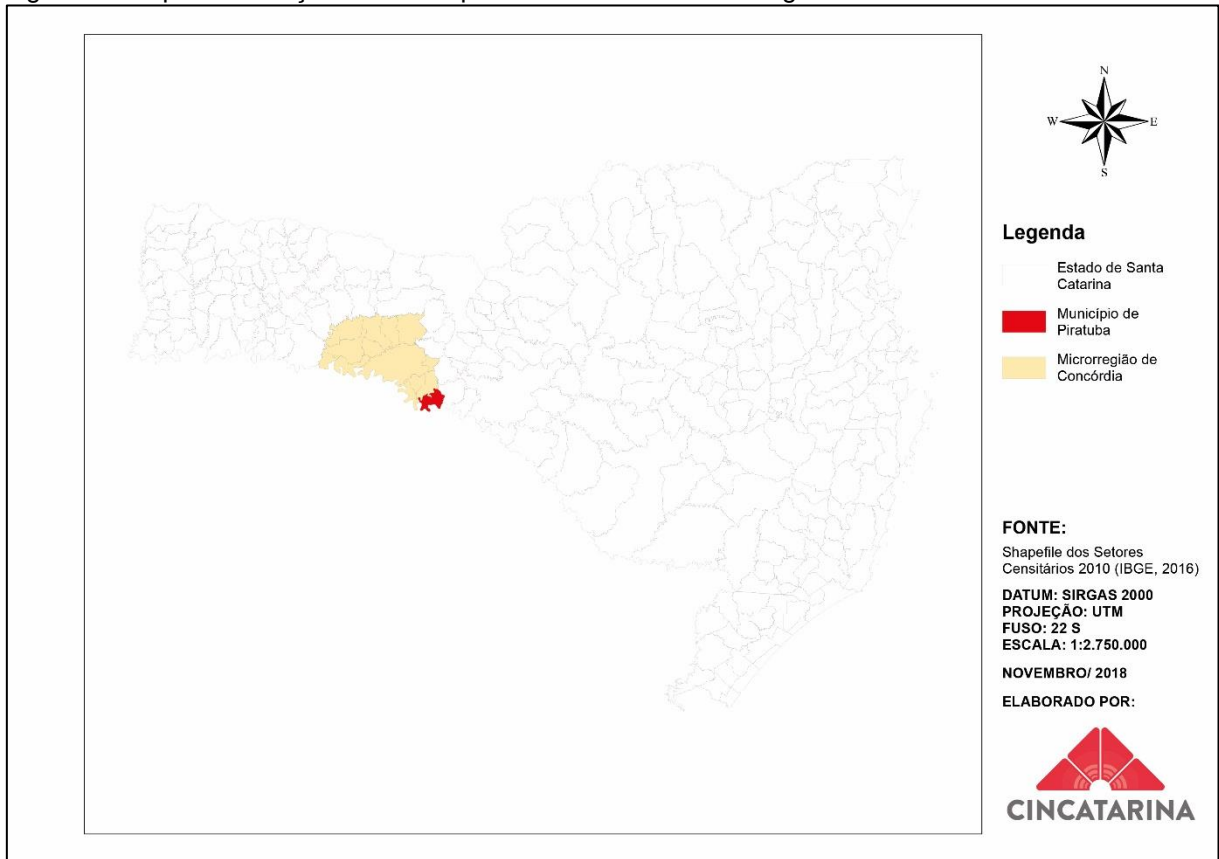 N
W
E
S
Legenda
Estado de Santa
Catarina
Município de
Piratuba
Microrregião de
Concórdia
FONTE:
Shapefile dos Setores
Censitários 2010 (IBGE, 2016)
DATUM: SIRGAS 2000
PROJEÇÃO: UTM
FUSO: 22 S
ESCALA: 1:2.750.000
NOVEMBRO/ 2018
ELABORADO POR:
CINCATARINA